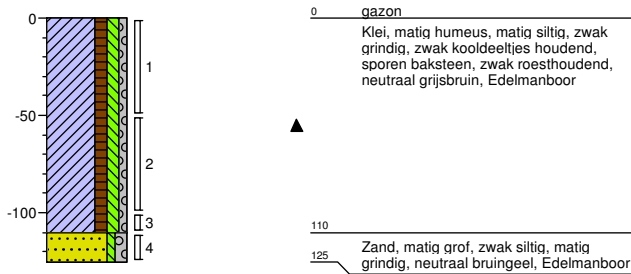 0
-50
-100
1
2
3
4
0
gazon
Klei, matig humeus, matig siltig, zwak
grindig, zwak kooldeeltjes houdend,
sporen baksteen, zwak roesthoudend,
neutraal grijsbruin, Edelmanboor
110
Zand, matig grof, zwak siltig, matig
125
grindig, neutraal bruingeel, Edelmanboor